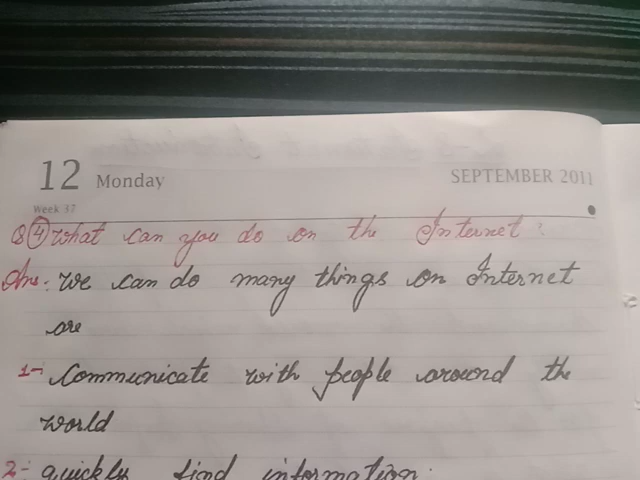 12 Monday SEPTEMBER 2011
Week 37
Q④ What can you do on the Internet?
Ans: We can do many things on Internet
are
1- Communicate with people around the
world
2- quickly find information.